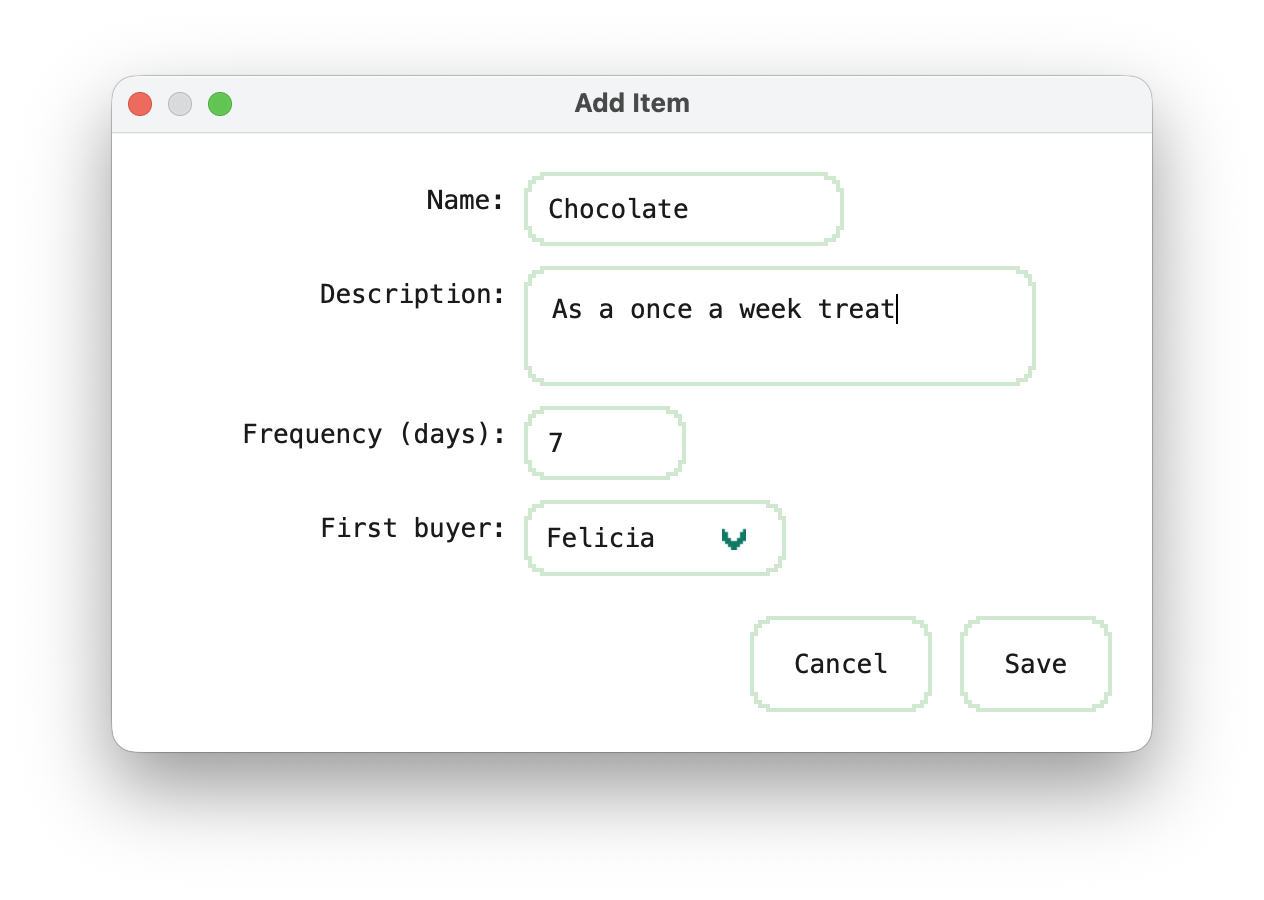 Add Item
Name: Chocolate
Description: As a once a week treat
Frequency (days): 7
First buyer: Felicia
Cancel Save